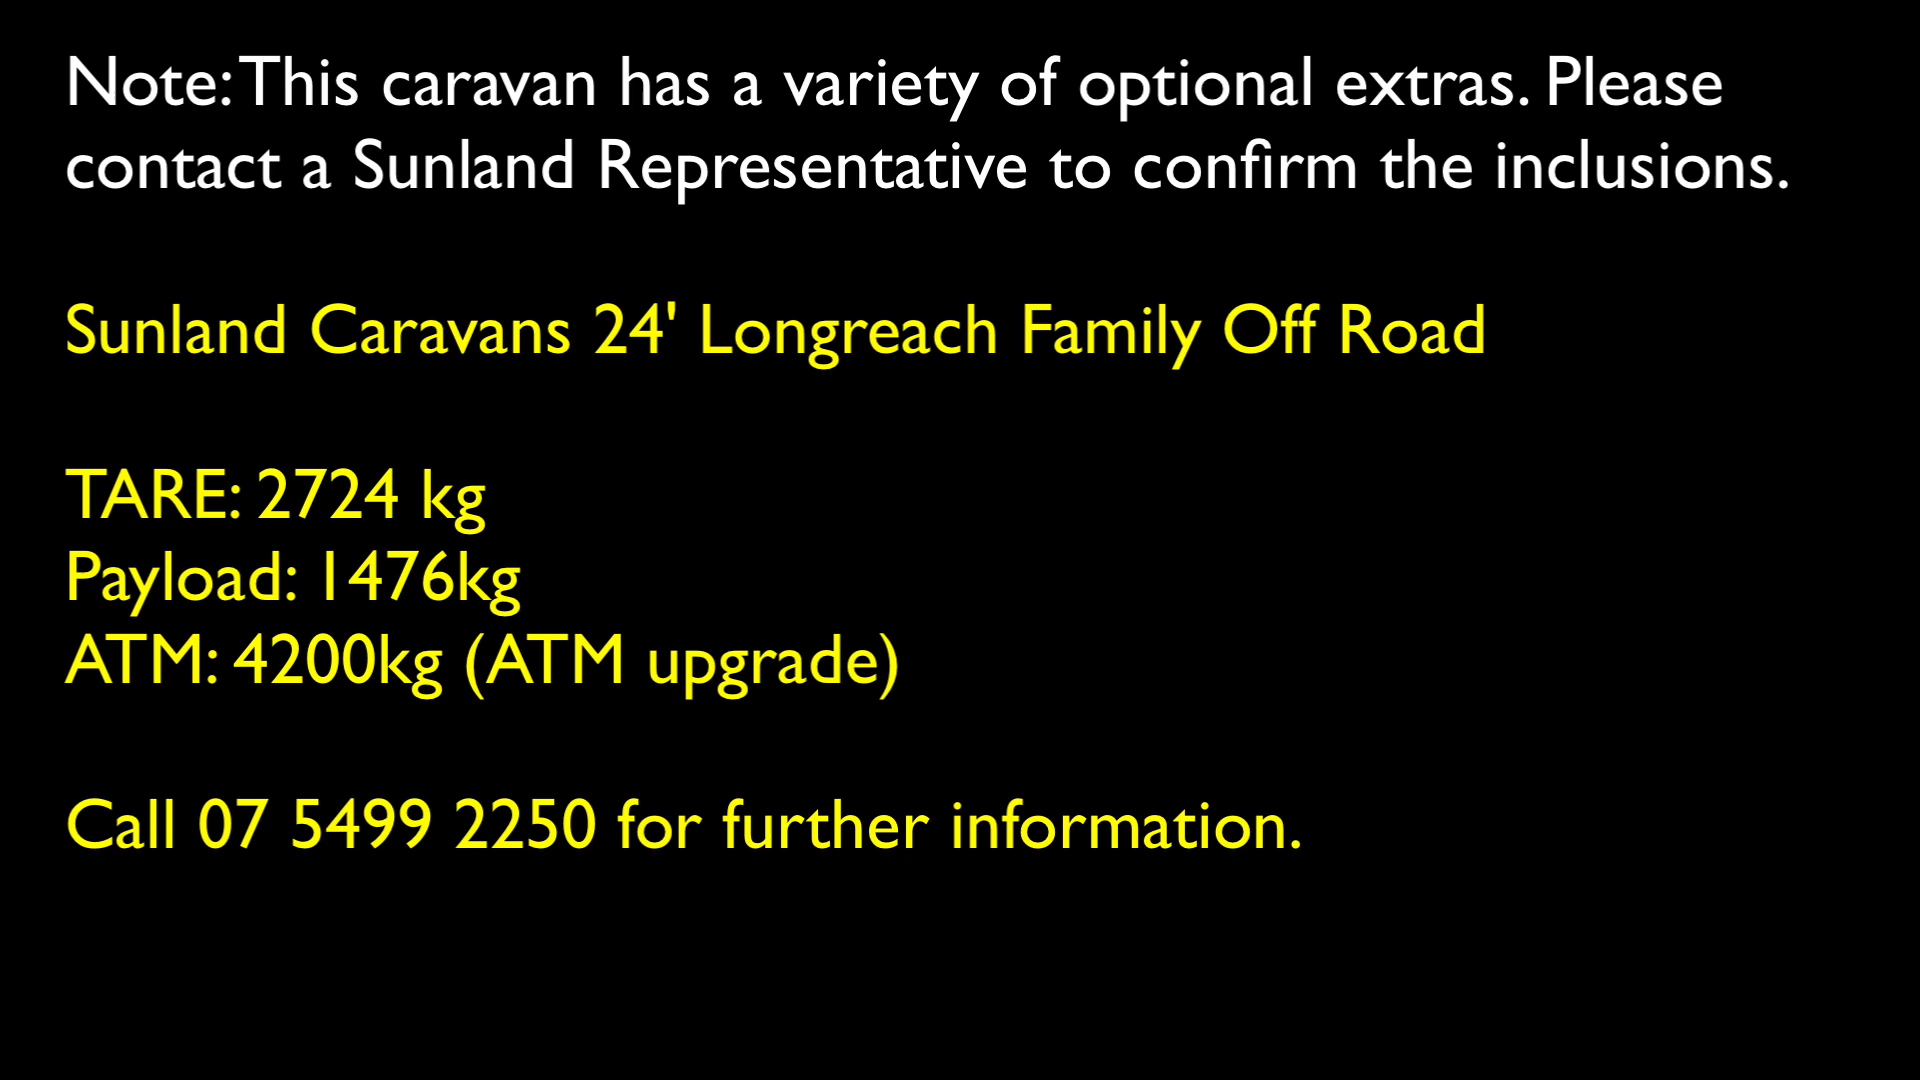 Note: This caravan has a variety of optional extras. Please
contact a Sunland Representative to confirm the inclusions.
Sunland Caravans 24' Longreach Family Off Road
TARE: 2724 kg
Payload: 1476kg
ATM: 4200kg (ATM upgrade)
Call 07 5499 2250 for further information.